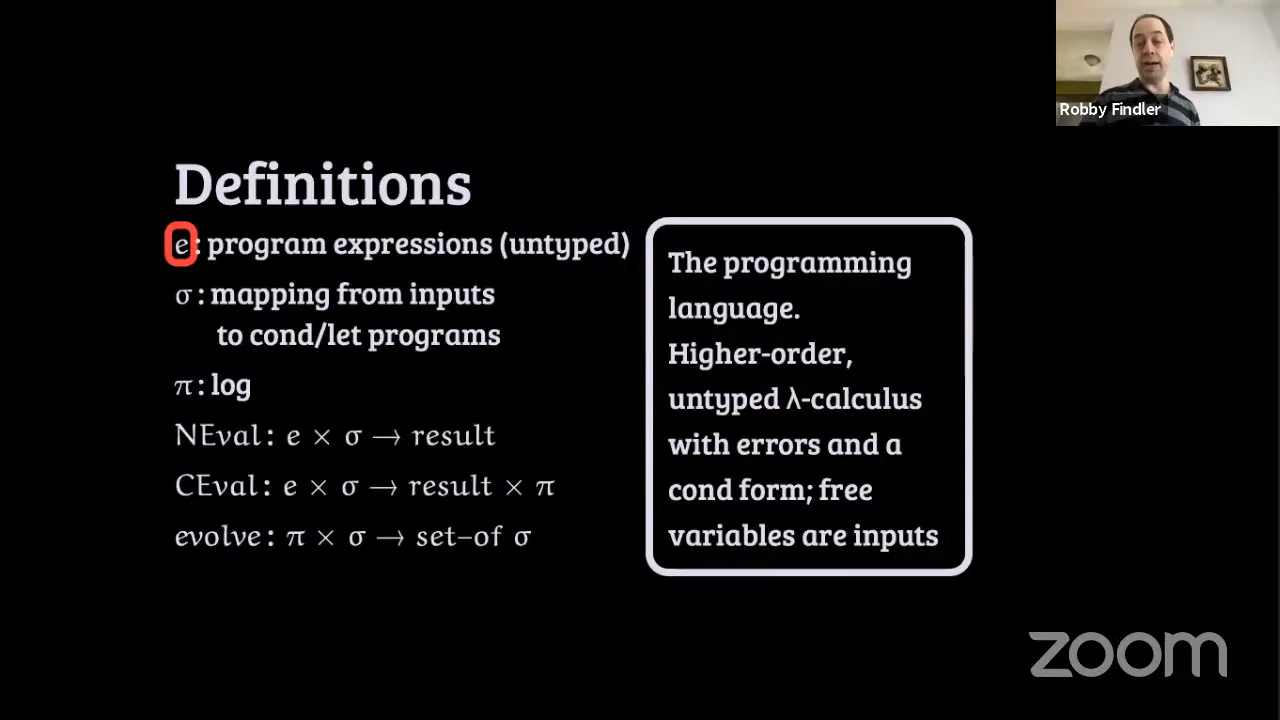 Robby Findler
Definitions
e: program expressions (untyped)
σ: mapping from inputs
to cond/let programs
π: log
NEval: e × σ → result
CEval: e × σ → result × π
evolve: π × σ → set–of σ
The programming
language.
Higher-order,
untyped λ-calculus
with errors and a
cond form; free
variables are inputs
zoom